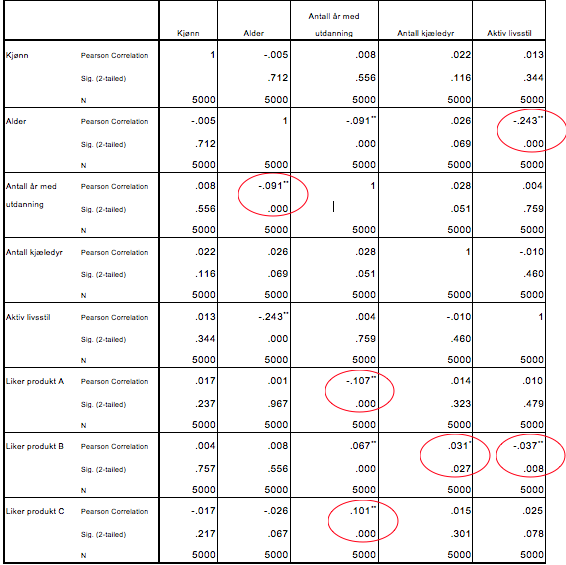 Kjønn Alder Antall år med utdanning Antall kjæledyr Aktiv livsstil
Kjønn Pearson Correlation 1 -.005 .008 .022 .013
Sig. (2-tailed) .712 .556 .116 .344
N 5000 5000 5000 5000 5000
Alder Pearson Correlation -.005 1 -.091** .026 -.243**
Sig. (2-tailed) .712 .000 .069 .000
N 5000 5000 5000 5000 5000
Antall år med utdanning Pearson Correlation .008 -.091** 1 .028 .004
Sig. (2-tailed) .556 .000 .051 .759
N 5000 5000 5000 5000 5000
Antall kjæledyr Pearson Correlation .022 .026 .028 1 -.010
Sig. (2-tailed) .116 .069 .051 .460
N 5000 5000 5000 5000 5000
Aktiv livsstil Pearson Correlation .013 -.243** .004 -.010 1
Sig. (2-tailed) .344 .000 .759 .460
N 5000 5000 5000 5000 5000
Liker produkt A Pearson Correlation .017 .001 -.107** .014 .010
Sig. (2-tailed) .237 .967 .000 .323 .479
N 5000 5000 5000 5000 5000
Liker produkt B Pearson Correlation .004 .008 .067** .031* -.037**
Sig. (2-tailed) .757 .556 .000 .027 .008
N 5000 5000 5000 5000 5000
Liker produkt C Pearson Correlation -.017 -.026 .101** .015 .025
Sig. (2-tailed) .217 .067 .000 .301 .078
N 5000 5000 5000 5000 5000